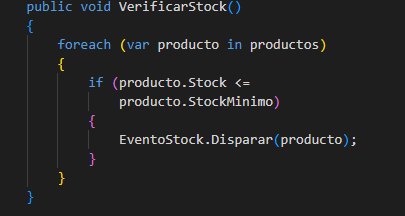 public void VerificarStock()
{
    foreach (var producto in productos)
    {
        if (producto.Stock <=
            producto.StockMinimo)
        {
            EventoStock.Disparar(producto);
        }
    }
}